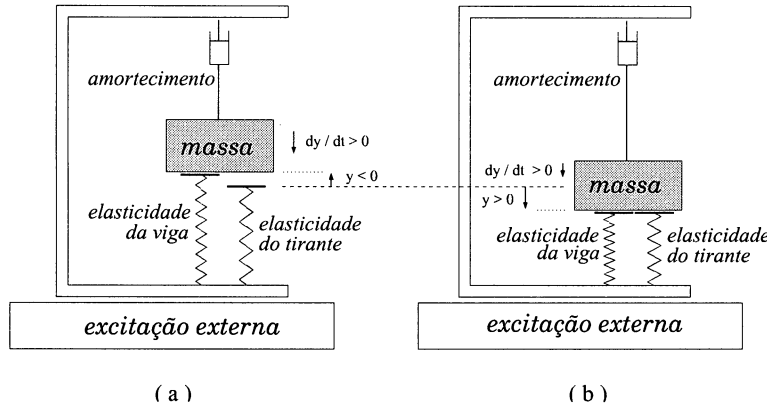 amortecimento
massa
dy / dt > 0
y < 0
elasticidade
da viga
elasticidade
do tirante
excitação externa
( a )
amortecimento
dy / dt > 0
massa
y > 0
elasticidade
da viga
elasticidade
do tirante
excitação externa
( b )